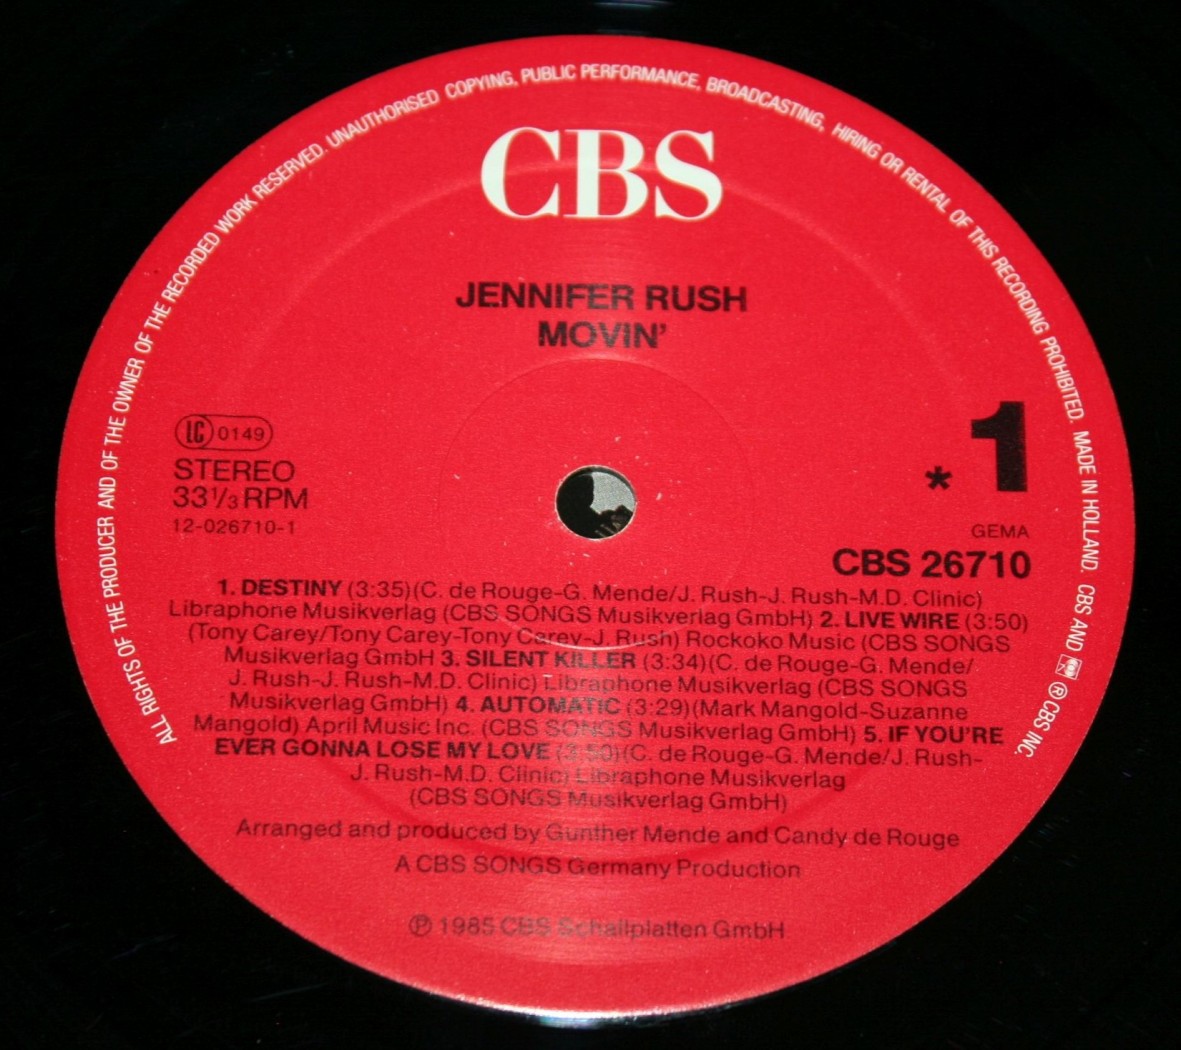 ALL RIGHTS OF THE PRODUCER AND OF THE OWNER OF THE RECORDED WORK RESERVED. UNAUTHORISED COPYING, PUBLIC PERFORMANCE, BROADCASTING, HIRING OR RENTAL OF THIS RECORDING PROHIBITED. MADE IN HOLLAND. CBS AND ℗ CBS INC.
CBS
JENNIFER RUSH
MOVIN'
LC 0149
STEREO
33 1/3 RPM
12-026710-1
* 1
GEMA
CBS 26710
1. DESTINY (3:35)(C. de Rouge-G. Mende/J. Rush-J. Rush-M.D. Clinic)
Libraphone Musikverlag (CBS SONGS Musikverlag GmbH) 2. LIVE WIRE (3:50)
(Tony Carey/Tony Carey-Tony Carey-J. Rush) Rockoko Music (CBS SONGS
Musikverlag GmbH 3. SILENT KILLER (3:34)(C. de Rouge-G. Mende/
J. Rush-J. Rush-M.D. Clinic) Libraphone Musikverlag (CBS SONGS
Musikverlag GmbH) 4. AUTOMATIC (3:29)(Mark Mangold-Suzanne
Mangold) April Music Inc. (CBS SONGS Musikverlag GmbH) 5. IF YOU'RE
EVER GONNA LOSE MY LOVE (3:50)(C. de Rouge-G. Mende/J. Rush-
J. Rush-M.D. Clinic) Libraphone Musikverlag
(CBS SONGS Musikverlag GmbH)
Arranged and produced by Gunther Mende and Candy de Rouge
A CBS SONGS Germany Production
℗ 1985 CBS Schallplatten GmbH